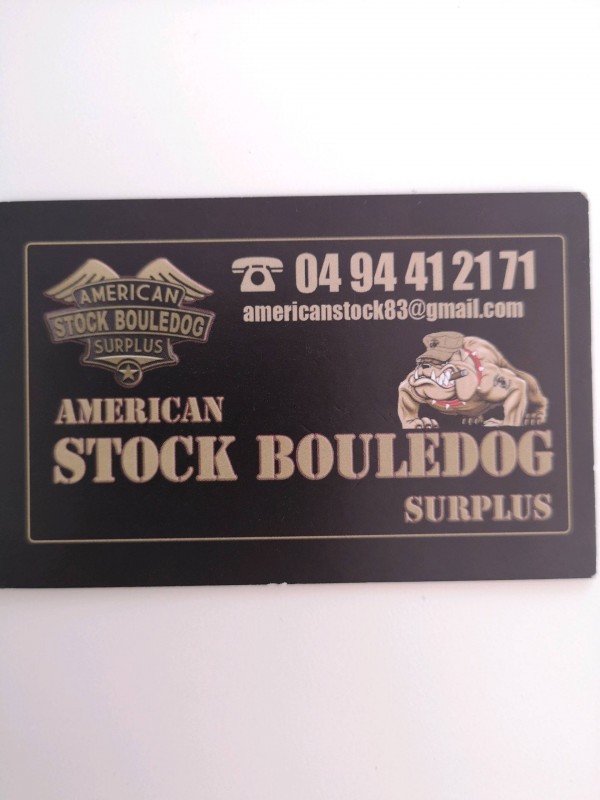 AMERICAN
STOCK BOULEDOG
SURPLUS
04 94 41 21 71
americanstock83@gmail.com
AMERICAN
STOCK BOULEDOG
SURPLUS